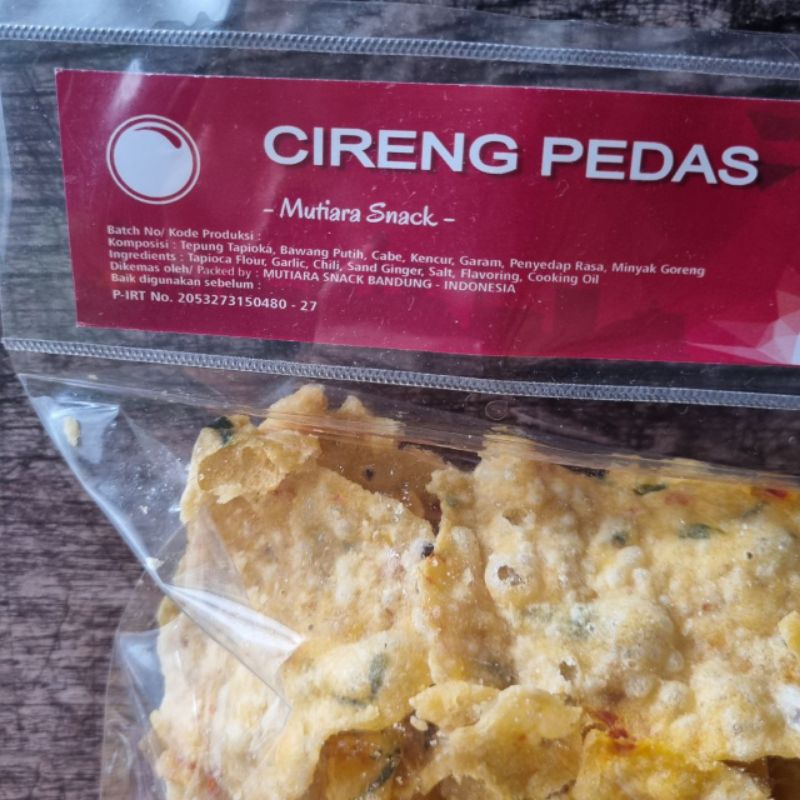 CIRENG PEDAS
- Mutiara Snack -
Batch No/ Kode Produksi :
Komposisi : Tepung Tapioka, Bawang Putih, Cabe, Kencur, Garam, Penyedap Rasa, Minyak Goreng
Ingredients : Tapioca Flour, Garlic, Chili, Sand Ginger, Salt, Flavoring, Cooking Oil
Dikemas oleh/ Packed by : MUTIARA SNACK BANDUNG - INDONESIA
Baik digunakan sebelum :
P-IRT No. 2053273150480 - 27